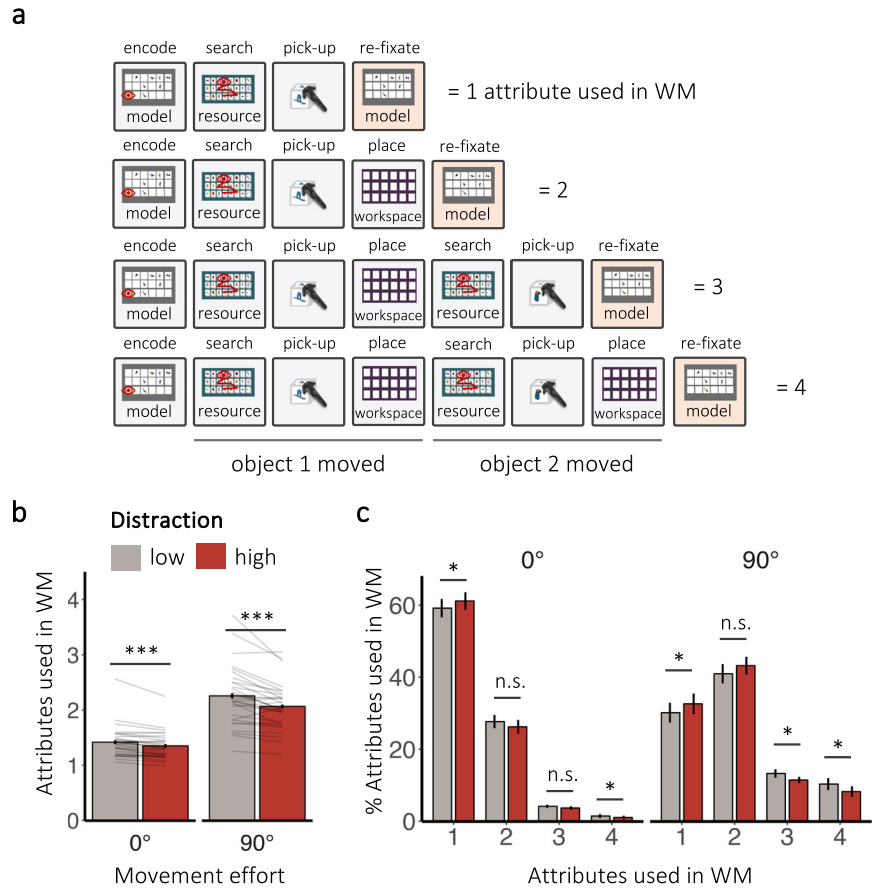 a
encode search pick-up re-fixate
model resource model
= 1 attribute used in WM
encode search pick-up place re-fixate
model resource workspace model
= 2
encode search pick-up place search pick-up re-fixate
model resource workspace resource model
= 3
encode search pick-up place search pick-up place re-fixate
model resource workspace resource workspace model
= 4
object 1 moved object 2 moved
b
Distraction
low high
Attributes used in WM
4
3
2
1
0
***
***
0° 90°
Movement effort
c
0° 90°
% Attributes used in WM
60
40
20
0
* n.s. n.s. *
* n.s. * *
1 2 3 4 1 2 3 4
Attributes used in WM